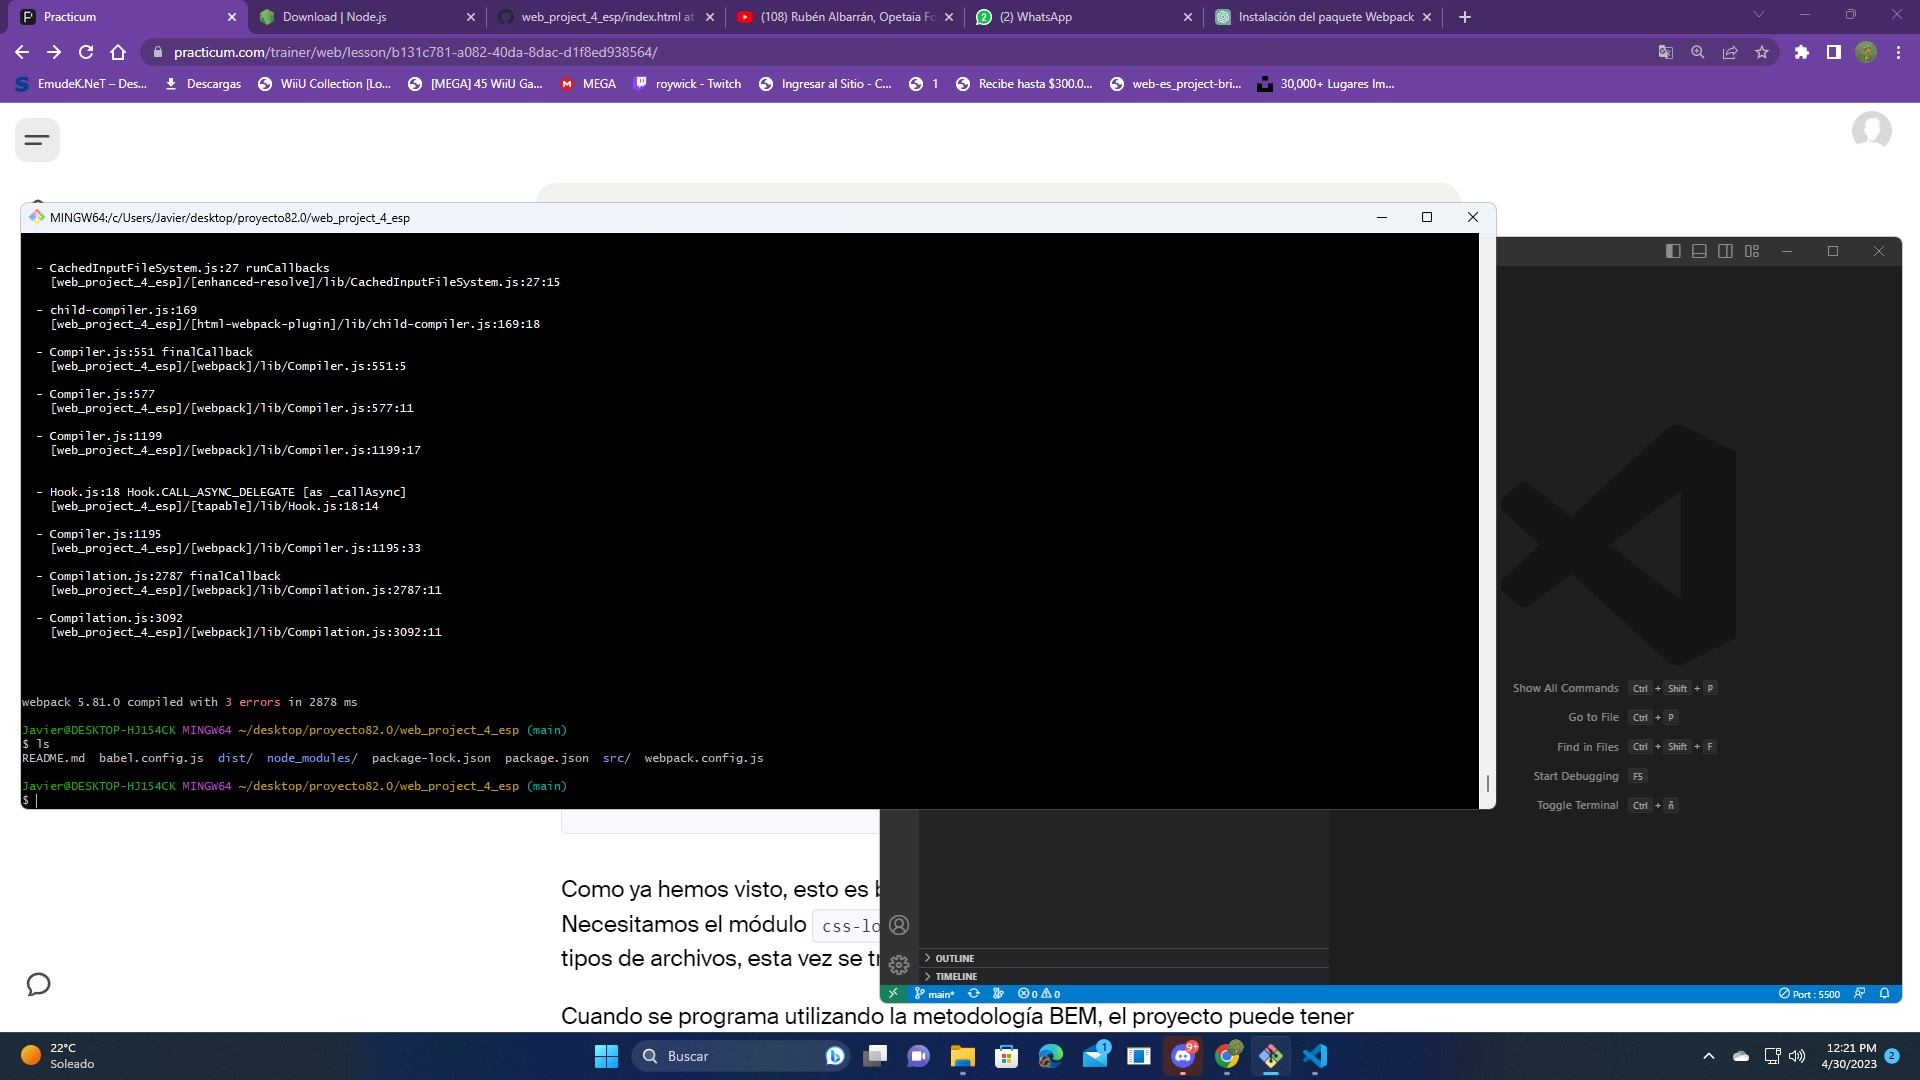 Practicum
Download | Node.js
web_project_4_esp/index.html at
(108) Rubén Albarrán, Opetaia Fo
(2) WhatsApp
Instalación del paquete Webpack
practicum.com/trainer/web/lesson/b131c781-a082-40da-8dac-d1f8ed938564/
EmudeK.NeT – Des...
Descargas
WiiU Collection [Lo...
[MEGA] 45 WiiU Ga...
MEGA
roywick - Twitch
Ingresar al Sitio - C...
1
Recibe hasta $300.0...
web-es_project-bri...
30,000+ Lugares Im...
MINGW64:/c/Users/Javier/desktop/proyecto82.0/web_project_4_esp
- CachedInputFileSystem.js:27 runCallbacks
[web_project_4_esp]/[enhanced-resolve]/lib/CachedInputFileSystem.js:27:15
- child-compiler.js:169
[web_project_4_esp]/[html-webpack-plugin]/lib/child-compiler.js:169:18
- Compiler.js:551 finalCallback
[web_project_4_esp]/[webpack]/lib/Compiler.js:551:5
- Compiler.js:577
[web_project_4_esp]/[webpack]/lib/Compiler.js:577:11
- Compiler.js:1199
[web_project_4_esp]/[webpack]/lib/Compiler.js:1199:17
- Hook.js:18 Hook.CALL_ASYNC_DELEGATE [as _callAsync]
[web_project_4_esp]/[tapable]/lib/Hook.js:18:14
- Compiler.js:1195
[web_project_4_esp]/[webpack]/lib/Compiler.js:1195:33
- Compilation.js:2787 finalCallback
[web_project_4_esp]/[webpack]/lib/Compilation.js:2787:11
- Compilation.js:3092
[web_project_4_esp]/[webpack]/lib/Compilation.js:3092:11
webpack 5.81.0 compiled with 3 errors in 2878 ms
Javier@DESKTOP-HJ154CK MINGW64 ~/desktop/proyecto82.0/web_project_4_esp (main)
$ ls
README.md babel.config.js dist/ node_modules/ package-lock.json package.json src/ webpack.config.js
Javier@DESKTOP-HJ154CK MINGW64 ~/desktop/proyecto82.0/web_project_4_esp (main)
$
Show All Commands Ctrl + Shift + P
Go to File Ctrl + P
Find in Files Ctrl + Shift + F
Start Debugging F5
Toggle Terminal Ctrl + ñ
Como ya hemos visto, esto es
Necesitamos el módulo css-lo
tipos de archivos, esta vez se tr
OUTLINE
TIMELINE
main* 0 0
Port : 5500
Cuando se programa utilizando la metodología BEM, el proyecto puede tener
22°C
Soleado
Buscar
1
9+
12:21 PM
4/30/2023
2